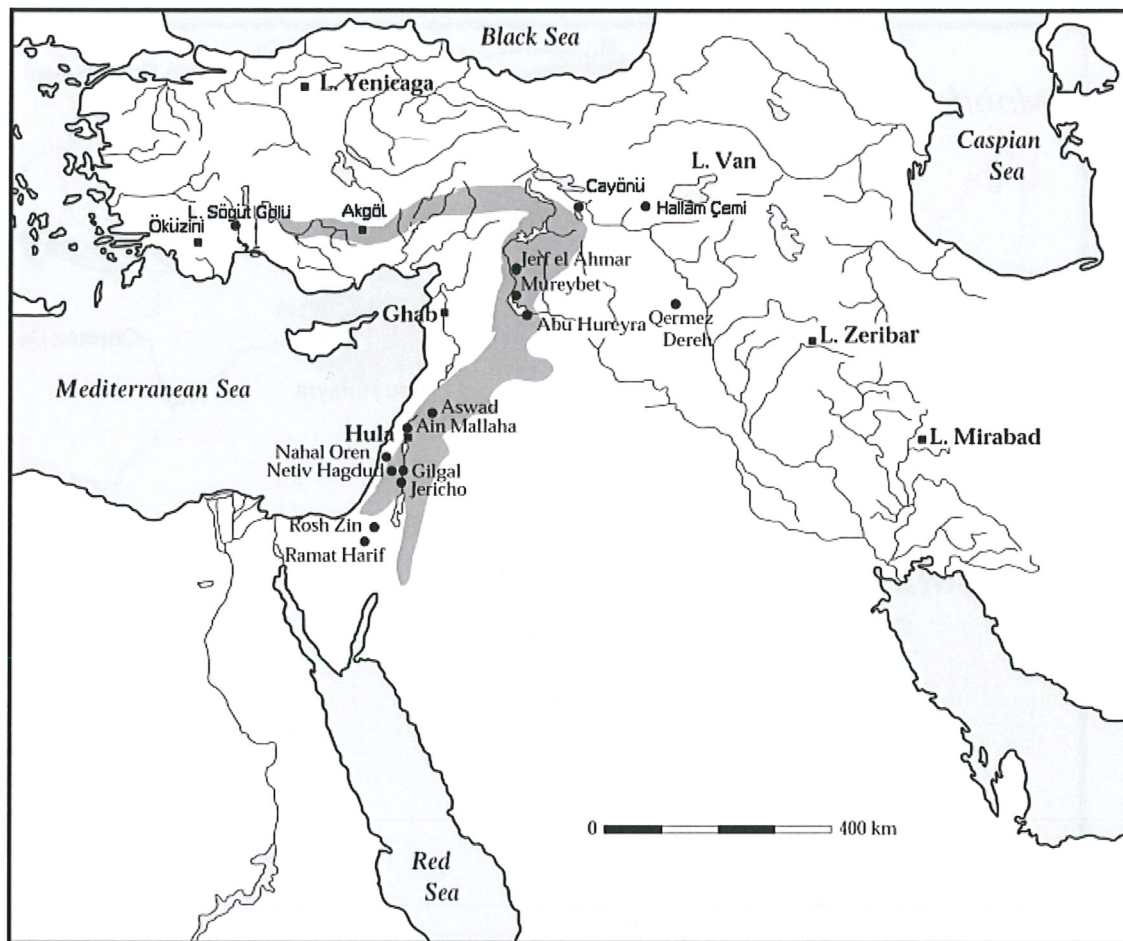 Black Sea
L. Yenicaga
Caspian
Sea
L. Van
Cayönü
Hallam Çemi
L. Söğüt Gölü
Akgöl
Öküzini
Jerf el Ahmar
Mureybet
Abu Hureyra
Qermez
Dereh
Ghab
L. Zeribar
Mediterranean Sea
Aswad
Ain Mallaha
Hula
L. Mirabad
Nahal Oren
Netiv Hagdud
Gilgal
Jericho
Rosh Zin
Ramat Harif
0
400 km
Red
Sea